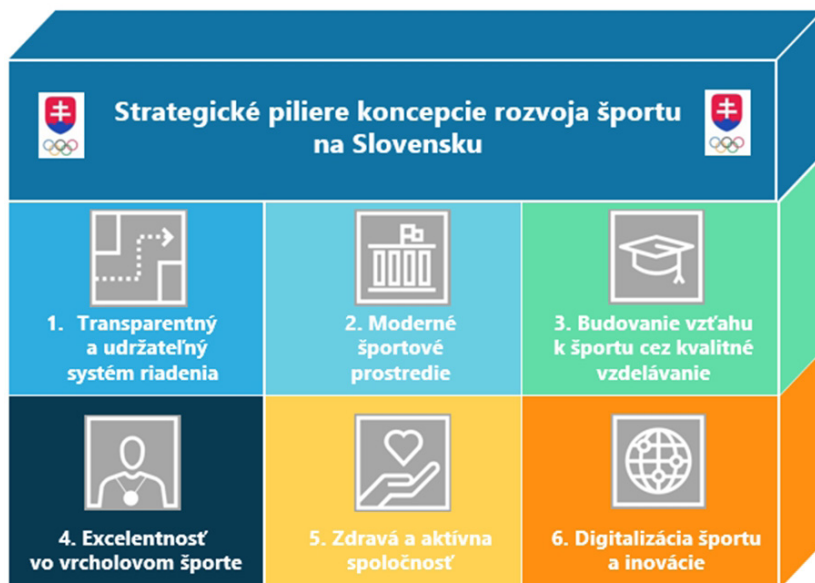 Strategické piliere koncepcie rozvoja športu
na Slovensku
1. Transparentný
a udržateľný
systém riadenia
2. Moderné
športové
prostredie
3. Budovanie vzťahu
k športu cez kvalitné
vzdelávanie
4. Excelentnosť
vo vrcholovom športe
5. Zdravá a aktívna
spoločnosť
6. Digitalizácia športu
a inovácie